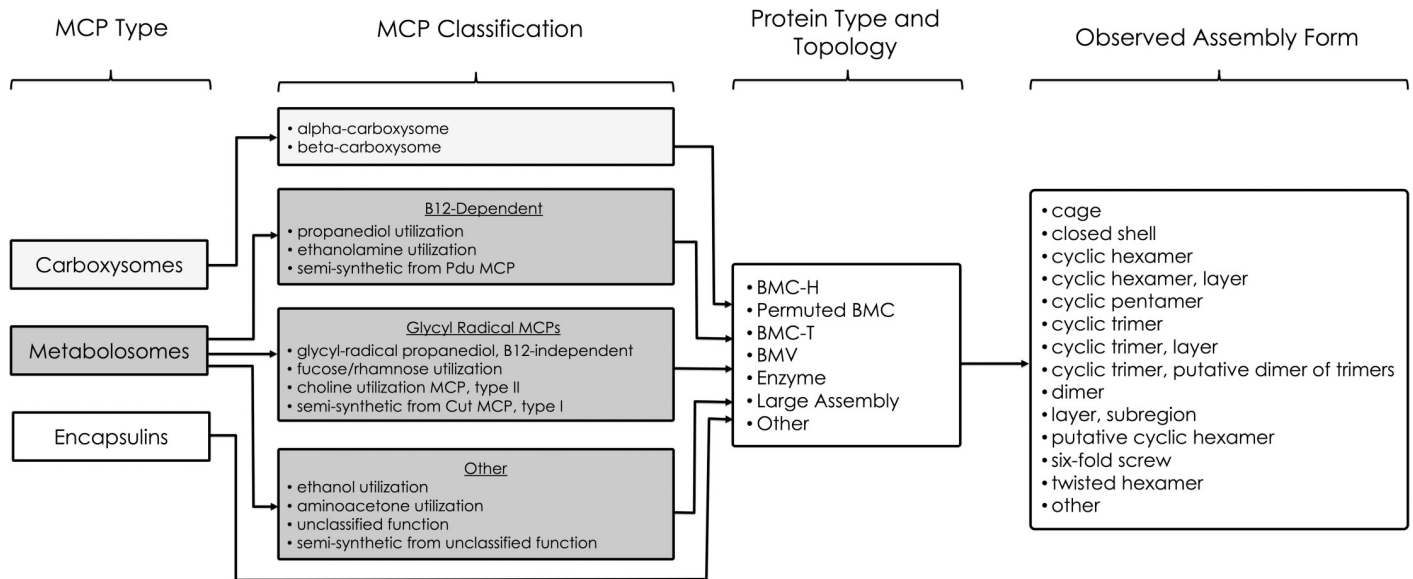 MCP Type
MCP Classification
Protein Type and
Topology
Observed Assembly Form
Carboxysomes
Metabolosomes
Encapsulins
• alpha-carboxysome
• beta-carboxysome
B12-Dependent
• propanediol utilization
• ethanolamine utilization
• semi-synthetic from Pdu MCP
Glycyl Radical MCPs
• glycyl-radical propanediol, B12-independent
• fucose/rhamnose utilization
• choline utilization MCP, type II
• semi-synthetic from Cut MCP, type I
Other
• ethanol utilization
• aminoacetone utilization
• unclassified function
• semi-synthetic from unclassified function
• BMC-H
• Permuted BMC
• BMC-T
• BMV
• Enzyme
• Large Assembly
• Other
• cage
• closed shell
• cyclic hexamer
• cyclic hexamer, layer
• cyclic pentamer
• cyclic trimer
• cyclic trimer, layer
• cyclic trimer, putative dimer of trimers
• dimer
• layer, subregion
• putative cyclic hexamer
• six-fold screw
• twisted hexamer
• other